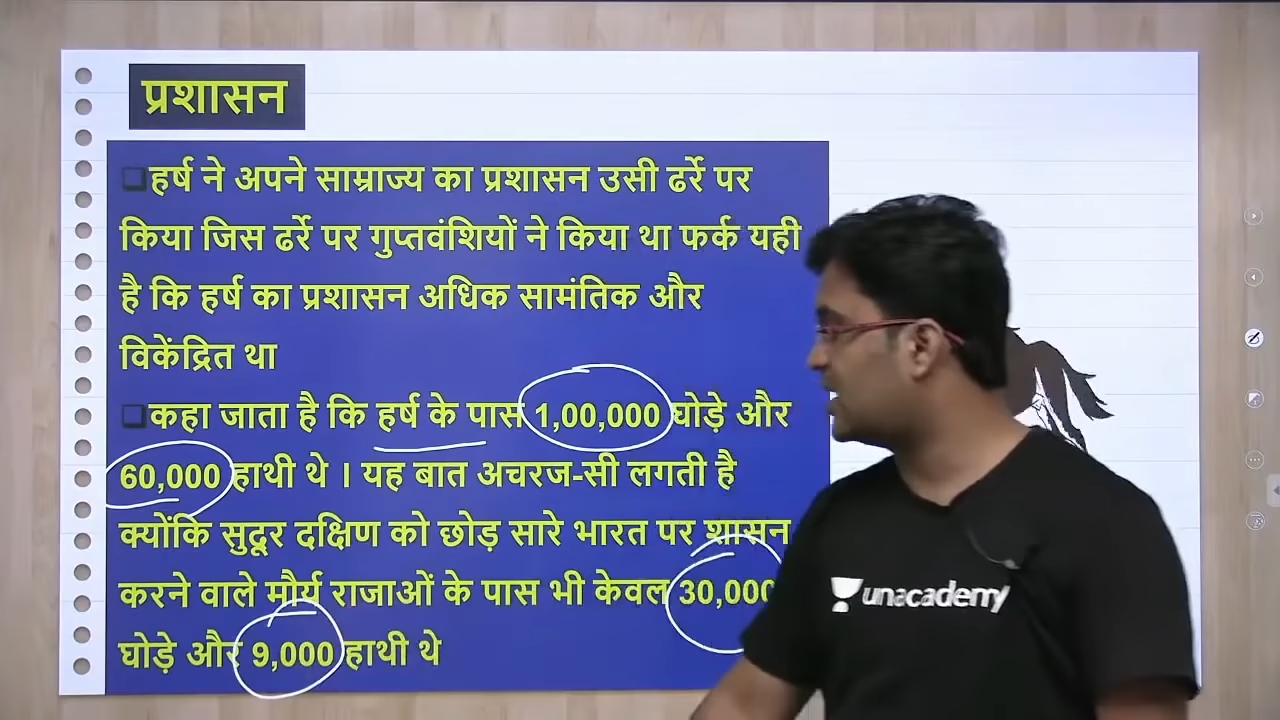 प्रशासन
हर्ष ने अपने साम्राज्य का प्रशासन उसी ढर्रे पर
किया जिस ढर्रे पर गुप्तवंशियों ने किया था फर्क यही
है कि हर्ष का प्रशासन अधिक सामंतिक और
विकेंद्रित था
कहा जाता है कि हर्ष के पास 1,00,000 घोड़े और
60,000 हाथी थे । यह बात अचरज-सी लगती है
क्योंकि सुदूर दक्षिण को छोड़ सारे भारत पर शासन
करने वाले मौर्य राजाओं के पास भी केवल 30,000
घोड़े और 9,000 हाथी थे
unacademy